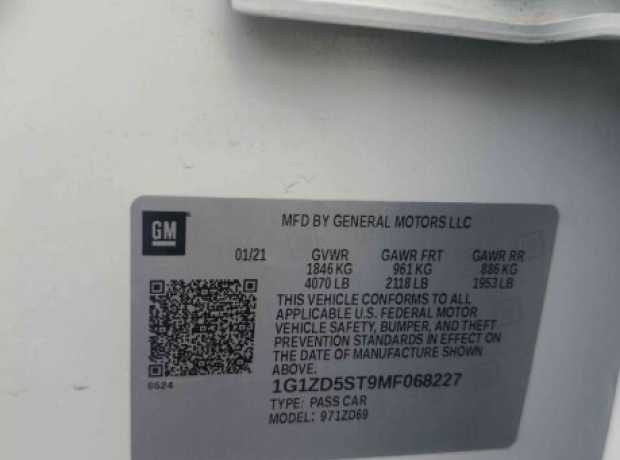 GM
MFD BY GENERAL MOTORS LLC
01/21 GVWR GAWR FRT GAWR RR
1846 KG 961 KG 886 KG
4070 LB 2118 LB 1953 LB
THIS VEHICLE CONFORMS TO ALL
APPLICABLE U.S. FEDERAL MOTOR
VEHICLE SAFETY, BUMPER, AND THEFT
PREVENTION STANDARDS IN EFFECT ON
THE DATE OF MANUFACTURE SHOWN
ABOVE.
6624
1G1ZD5ST9MF068227
TYPE: PASS CAR
MODEL: 971ZD69